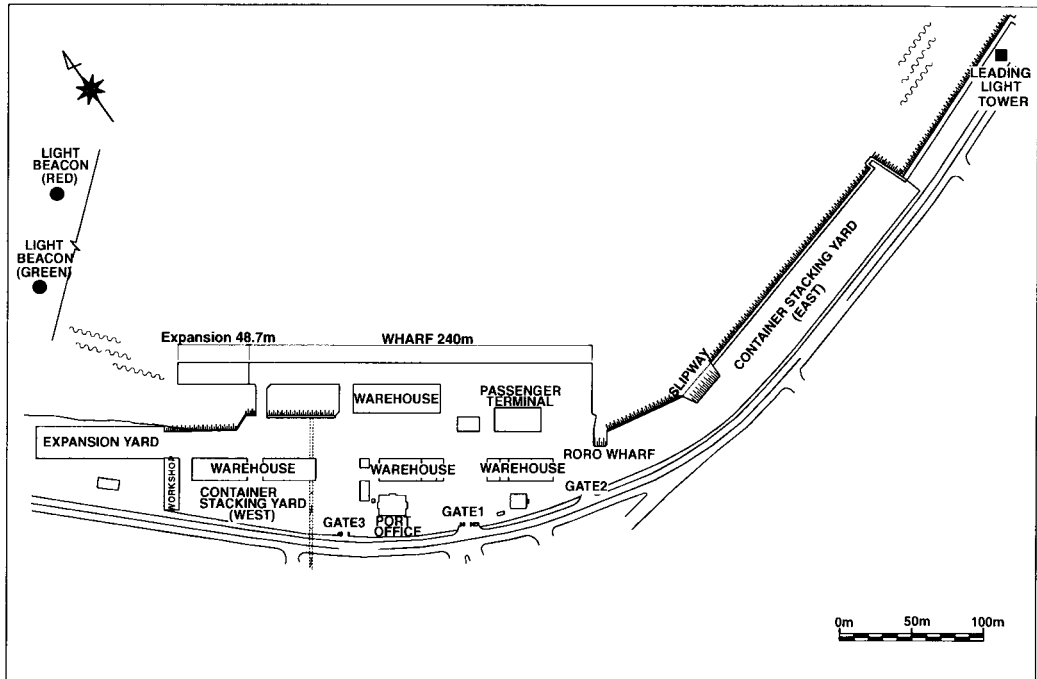 LEADING
LIGHT
TOWER
LIGHT
BEACON
(RED)
LIGHT
BEACON
(GREEN)
CONTAINER STACKING YARD
(EAST)
Expansion 48.7m
WHARF 240m
SLIPWAY
WAREHOUSE
PASSENGER
TERMINAL
EXPANSION YARD
RORO WHARF
WORKSHOP
WAREHOUSE
WAREHOUSE
WAREHOUSE
CONTAINER
STACKING YARD
(WEST)
GATE2
GATE1
GATE3
PORT
OFFICE
0m 50m 100m